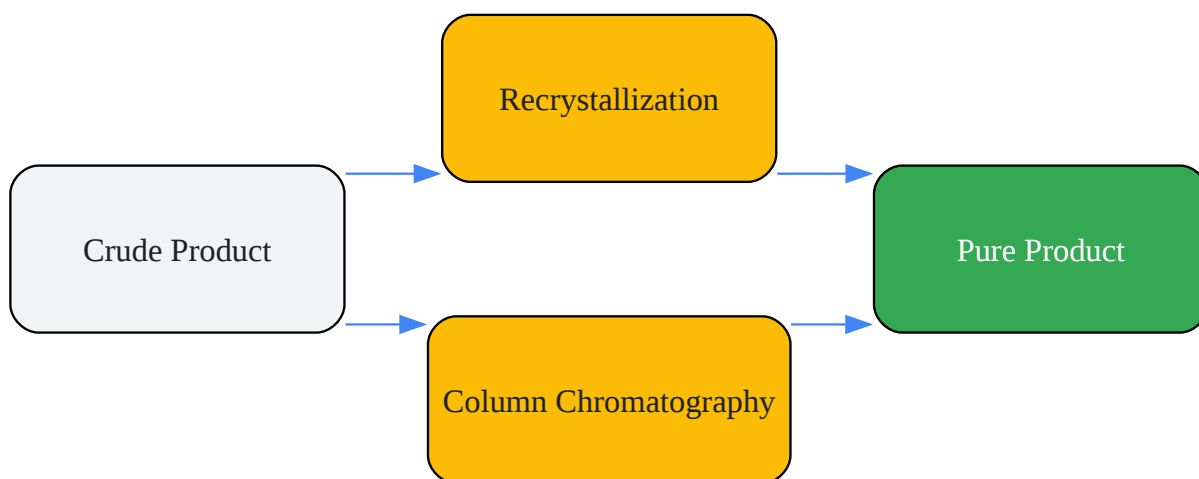 Recrystallization
Crude Product
Pure Product
Column Chromatography